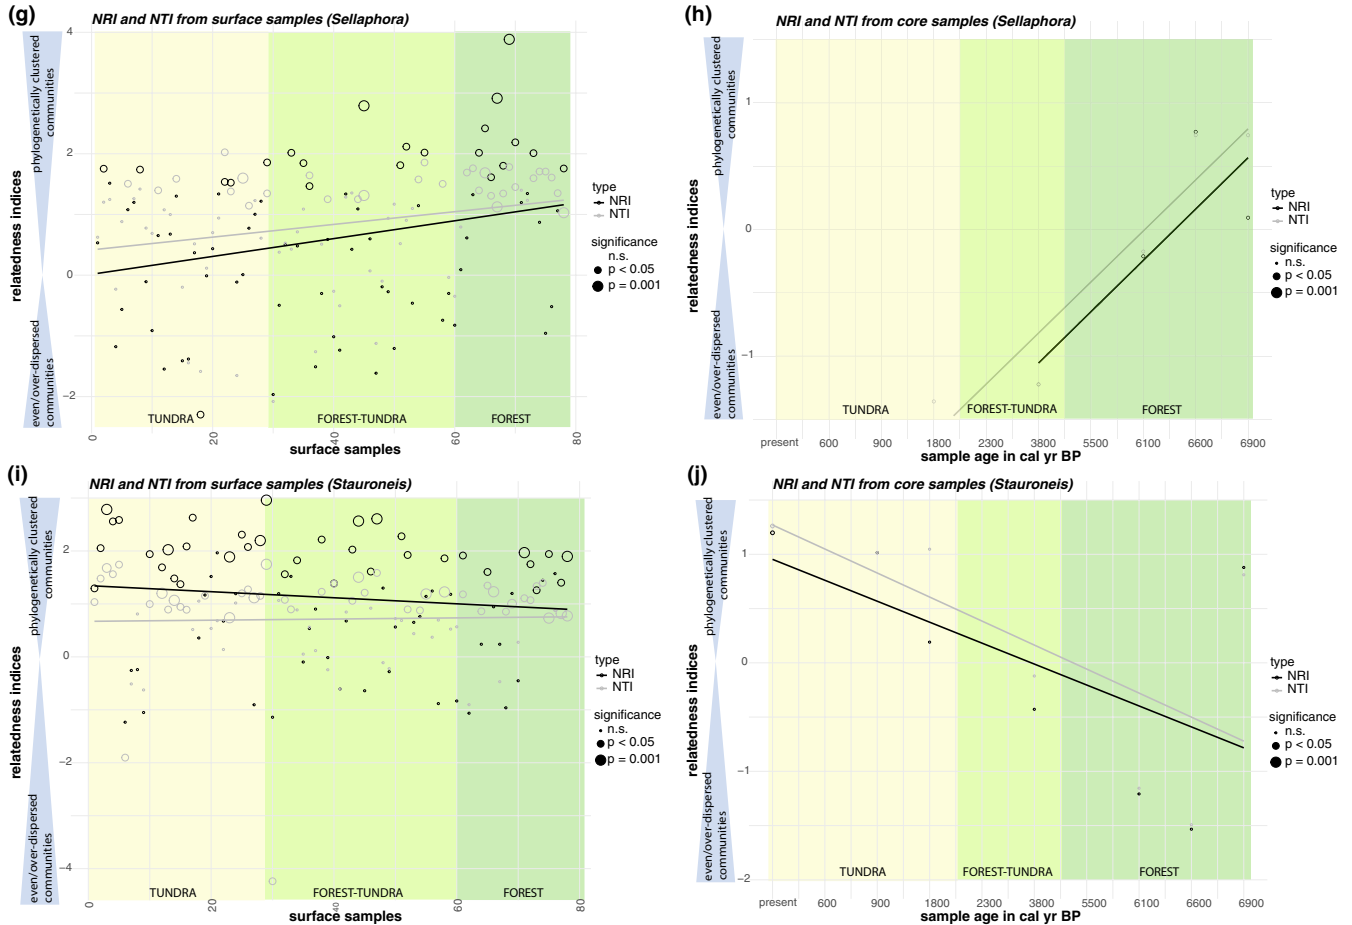 (g)
NRI and NTI from surface samples (Sellaphora)
phylogenetically clustered
communities
relatedness indices
even/over-dispersed
communities
4
2
0
−2
TUNDRA
FOREST-TUNDRA
FOREST
0
20
40
60
80
surface samples
type
NRI
NTI
significance
n.s.
p < 0.05
p = 0.001
(h)
NRI and NTI from core samples (Sellaphora)
phylogenetically clustered
communities
relatedness indices
even/over-dispersed
communities
1
0
−1
TUNDRA
FOREST-TUNDRA
FOREST
present
600
900
1800
2300
3800
5500
6100
6600
6900
sample age in cal yr BP
type
NRI
NTI
significance
n.s.
p < 0.05
p = 0.001
(i)
NRI and NTI from surface samples (Stauroneis)
phylogenetically clustered
communities
relatedness indices
even/over-dispersed
communities
2
0
−2
−4
TUNDRA
FOREST-TUNDRA
FOREST
0
20
40
60
80
surface samples
type
NRI
NTI
significance
n.s.
p < 0.05
p = 0.001
(j)
NRI and NTI from core samples (Stauroneis)
phylogenetically clustered
communities
relatedness indices
even/over-dispersed
communities
1
0
−1
−2
TUNDRA
FOREST-TUNDRA
FOREST
present
600
900
1800
2300
3800
5500
6100
6600
6900
sample age in cal yr BP
type
NRI
NTI
significance
n.s.
p < 0.05
p = 0.001